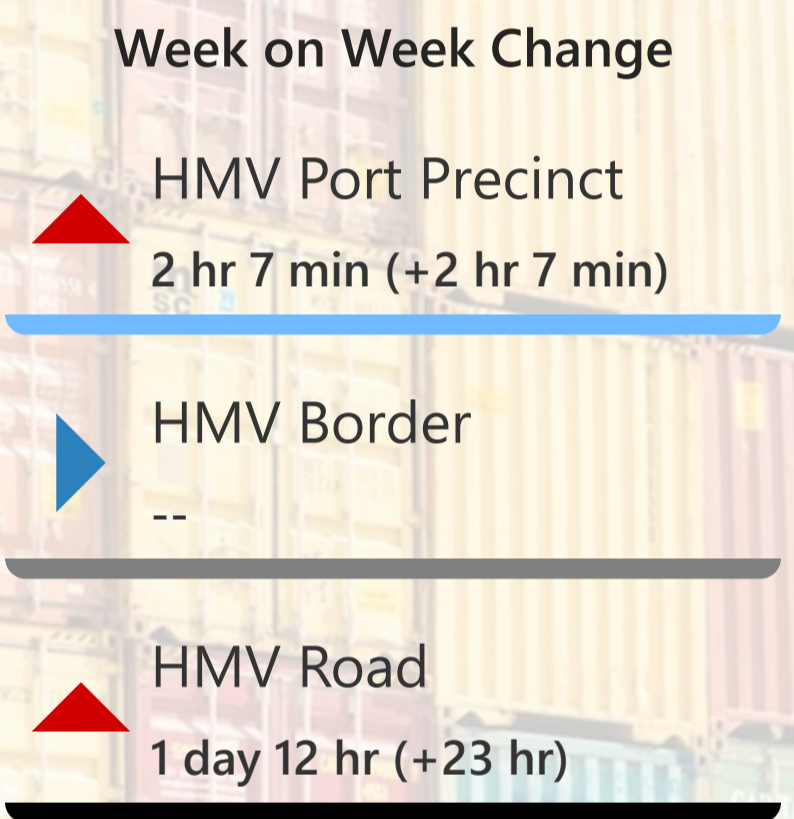 Week on Week Change
HMV Port Precinct
2 hr 7 min (+2 hr 7 min)
SC
HMV Border
--
HMV Road
1 day 12 hr (+23 hr)